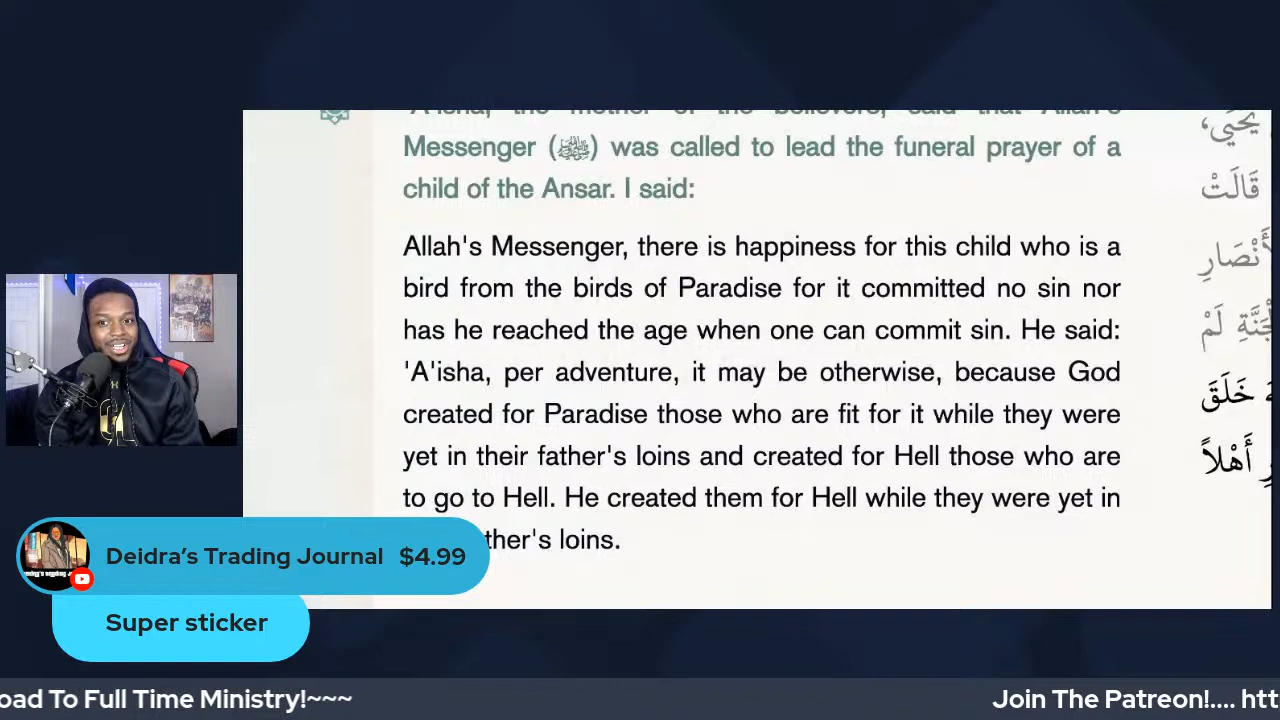 Messenger (ﷺ) was called to lead the funeral prayer of a
child of the Ansar. I said:
Allah's Messenger, there is happiness for this child who is a
bird from the birds of Paradise for it committed no sin nor
has he reached the age when one can commit sin. He said:
'A'isha, per adventure, it may be otherwise, because God
created for Paradise those who are fit for it while they were
yet in their father's loins and created for Hell those who are
to go to Hell. He created them for Hell while they were yet in
ther's loins.
يَحْيَى،
قَالَتْ
لَمْ
خَلَقَ
أَهْلاً
Deidra's Trading Journal $4.99
Super sticker
oad To Full Time Ministry!~~~
Join The Patreon!.... htt